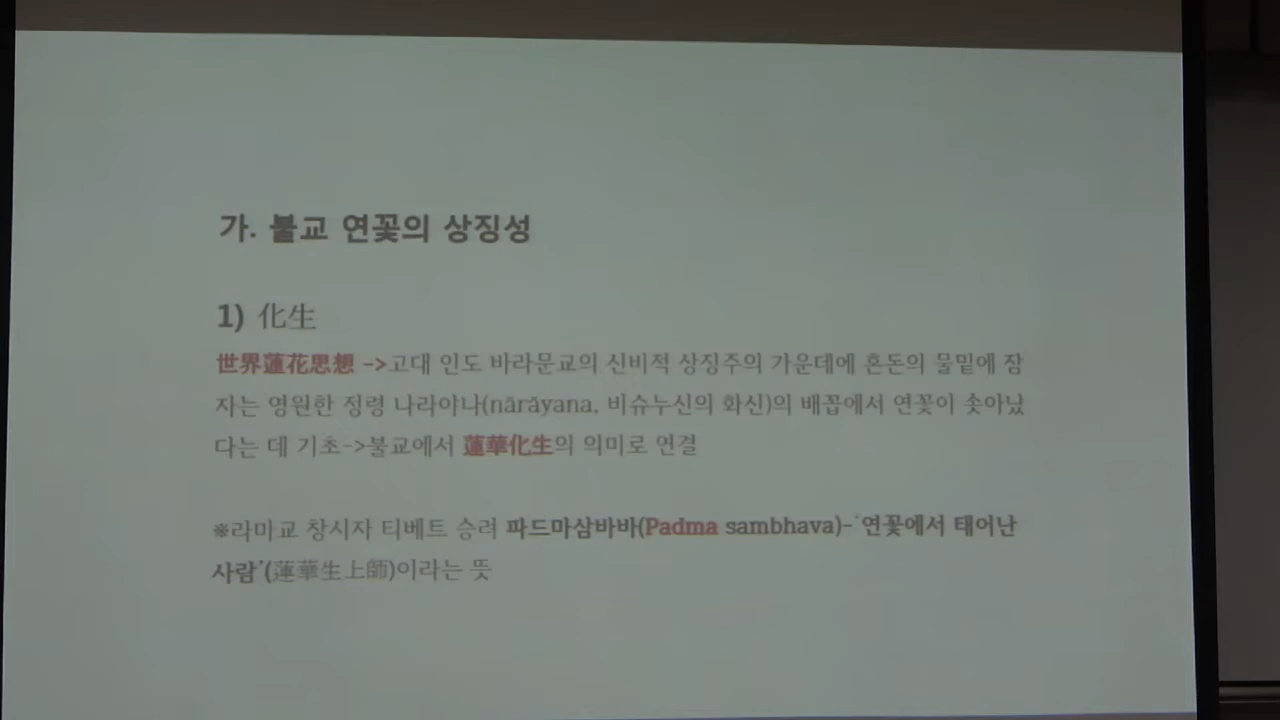 가. 불교 연꽃의 상징성
1) 化生
世界蓮花思想 ->고대 인도 바라문교의 신비적 상징주의 가운데에 혼돈의 물밑에 잠
자는 영원한 정령 나라야나(nārāyana, 비슈누신의 화신)의 배꼽에서 연꽃이 솟아났
다는 데 기초->불교에서 蓮華化生의 의미로 연결
※라마교 창시자 티베트 승려 파드마삼바바(Padma sambhava)-‘연꽃에서 태어난
사람’(蓮華生上師)이라는 뜻